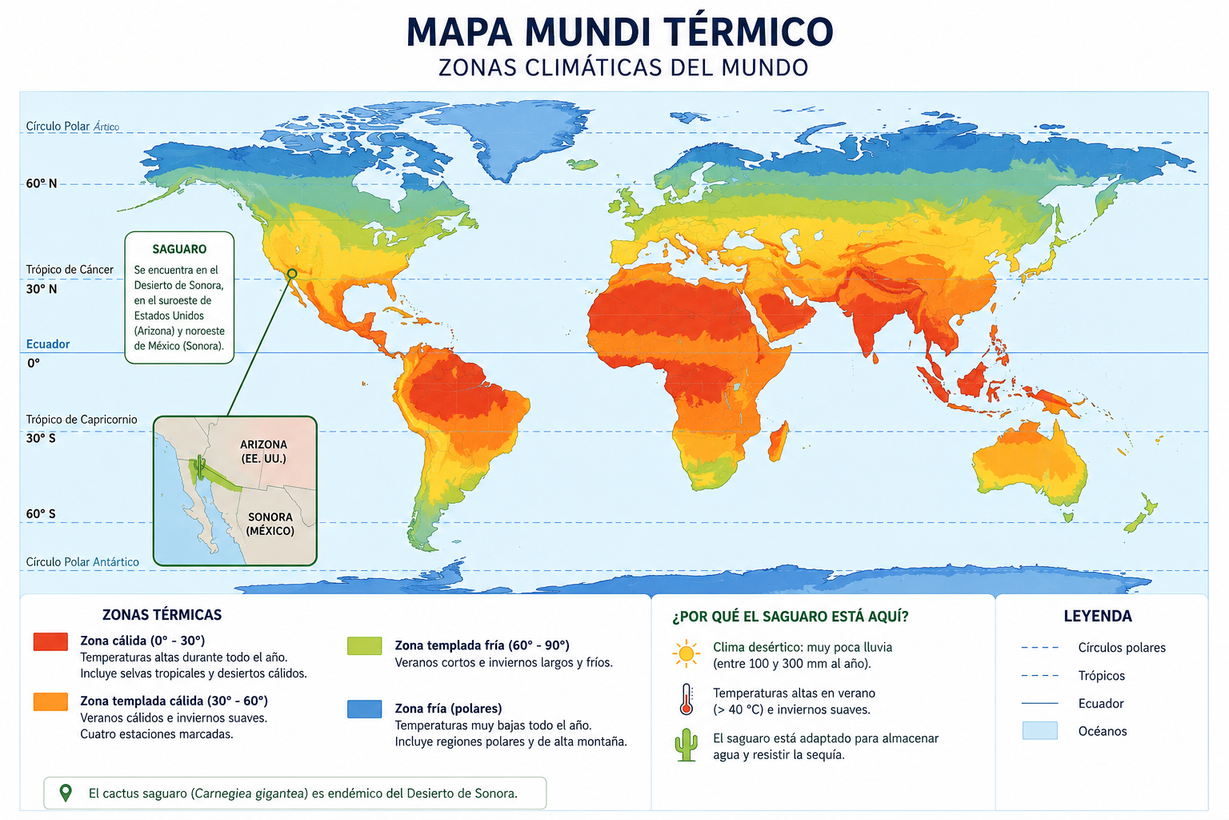 MAPA MUNDI TÉRMICO
ZONAS CLIMÁTICAS DEL MUNDO
Círculo Polar Ártico
60° N
SAGUARO
Se encuentra en el
Desierto de Sonora,
en el suroeste de
Estados Unidos
(Arizona) y noroeste
de México (Sonora).
Trópico de Cáncer
30° N
Ecuador
0°
Trópico de Capricornio
30° S
ARIZONA
(EE. UU.)
SONORA
(MÉXICO)
60° S
Círculo Polar Antártico
ZONAS TÉRMICAS
Zona cálida (0° - 30°)
Temperaturas altas durante todo el año.
Incluye selvas tropicales y desiertos cálidos.
Zona templada cálida (30° - 60°)
Veranos cálidos e inviernos suaves.
Cuatro estaciones marcadas.
Zona templada fría (60° - 90°)
Veranos cortos e inviernos largos y fríos.
Zona fría (polares)
Temperaturas muy bajas todo el año.
Incluye regiones polares y de alta montaña.
El cactus saguaro (Carnegiea gigantea) es endémico del Desierto de Sonora.
¿POR QUÉ EL SAGUARO ESTÁ AQUÍ?
Clima desértico: muy poca lluvia
(entre 100 y 300 mm al año).
Temperaturas altas en verano
(> 40 °C) e inviernos suaves.
El saguaro está adaptado para almacenar
agua y resistir la sequía.
LEYENDA
Círculos polares
Trópicos
Ecuador
Océanos